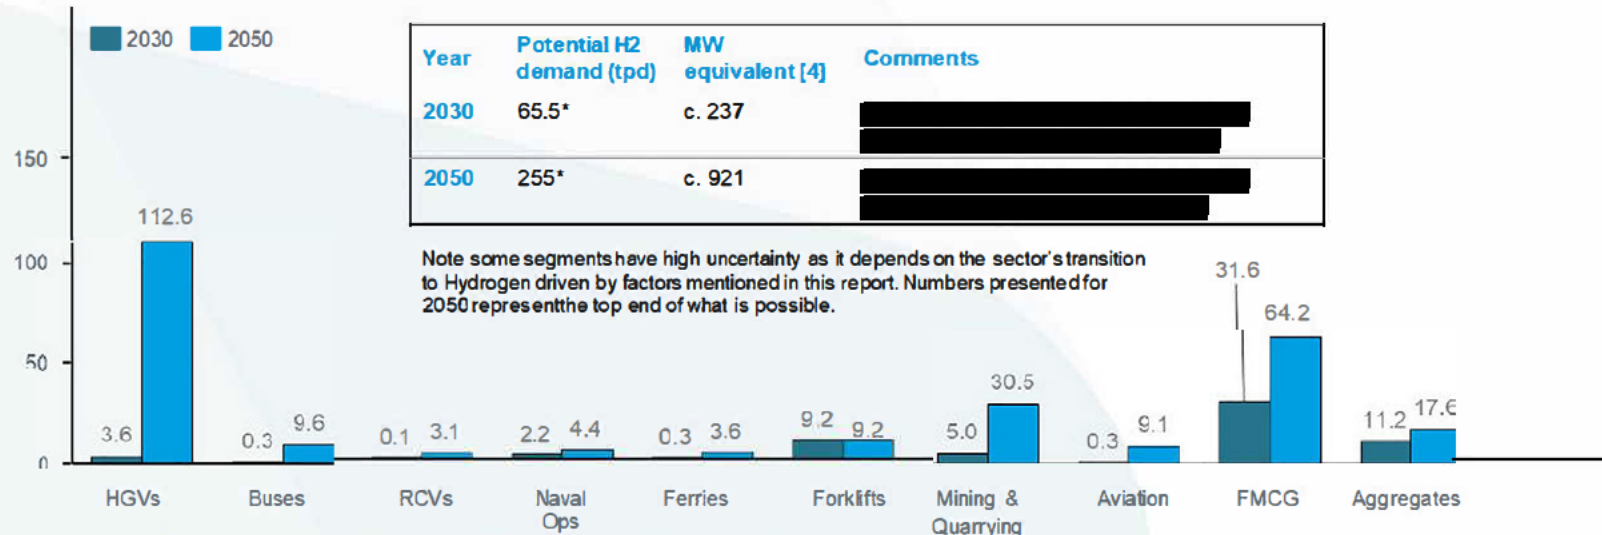 2030 2050
Year Potential H2 demand (tpd) MW equivalent [4] Comments
2030 65.5* c. 237
2050 255* c. 921
Note some segments have high uncertainty as it depends on the sector's transition
to Hydrogen driven by factors mentioned in this report. Numbers presented for
2050 represent the top end of what is possible.
150
100
50
0
3.6 112.6
0.3 9.6
0.1 3.1
2.2 4.4
0.3 3.6
9.2 9.2
5.0 30.5
0.3 9.1
31.6 64.2
11.2 17.6
HGVs Buses RCVs Naval Ops Ferries Forklifts Mining & Quarrying Aviation FMCG Aggregates